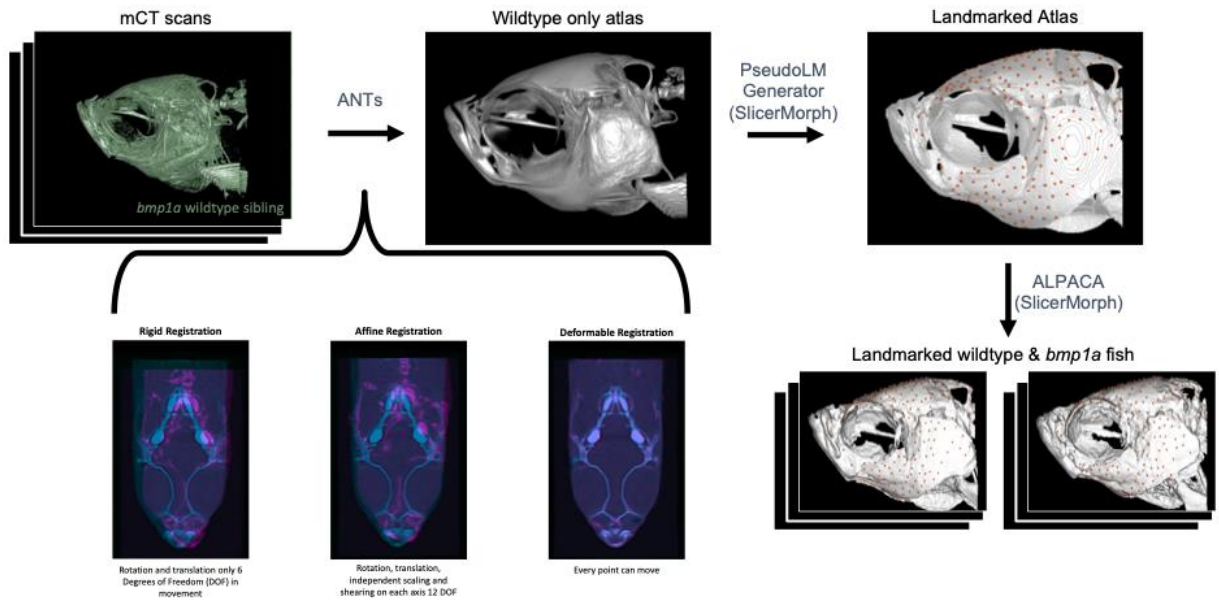 mCT scans
Wildtype only atlas
Landmarked Atlas
bmp1a wildtype sibling
ANTs
PseudoLM
Generator
(SlicerMorph)
ALPACA
(SlicerMorph)
Rigid Registration
Affine Registration
Deformable Registration
Rotation and translation only 6
Degrees of Freedom (DOF) in
movement
Rotation, translation,
independent scaling and
shearing on each axis 12 DOF
Every point can move
Landmarked wildtype & bmp1a fish